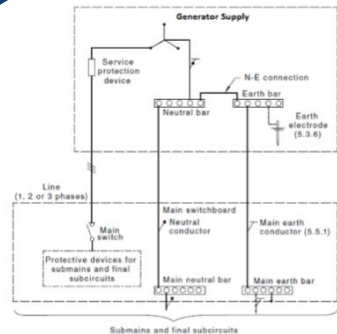 Generator Supply
Service
protection
device
N-E connection
Neutral bar
Earth bar
Earth
electrode
(5.3.6)
Line
(1, 2 or 3 phases)
Main
switch
Main switchboard
Neutral
conductor
Main earth
conductor (5.5.1)
Protective devices for
submains and final
subcircuits
Main neutral bar
Main earth bar
Submains and final subcircuits